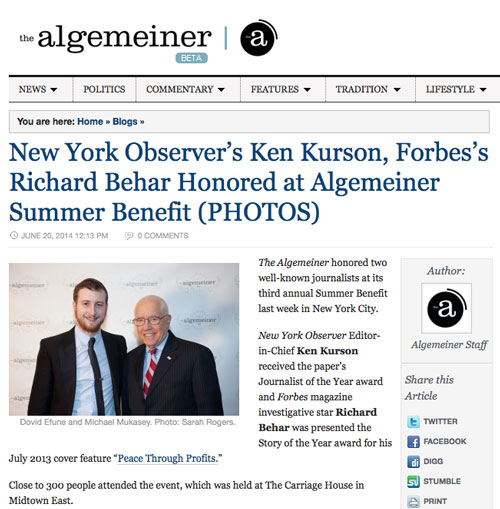 the algemeiner | the a
BETA
NEWS POLITICS COMMENTARY FEATURES TRADITION LIFESTYLE
You are here: Home » Blogs »
New York Observer's Ken Kurson, Forbes's
Richard Behar Honored at Algemeiner
Summer Benefit (PHOTOS)
JUNE 20, 2014 12:13 PM 0 COMMENTS
algemeiner
Dovid Efune and Michael Mukasey. Photo: Sarah Rogers.
The Algemeiner honored two
well-known journalists at its
third annual Summer Benefit
last week in New York City.
New York Observer Editor-
in-Chief Ken Kurson
received the paper's
Journalist of the Year award
and Forbes magazine
investigative star Richard
Behar was presented the
Story of the Year award for his
July 2013 cover feature “Peace Through Profits.”
Close to 300 people attended the event, which was held at The Carriage House in
Midtown East.
Author:
a
Algemeiner Staff
Share this
Article
TWITTER
FACEBOOK
DIGG
STUMBLE
PRINT